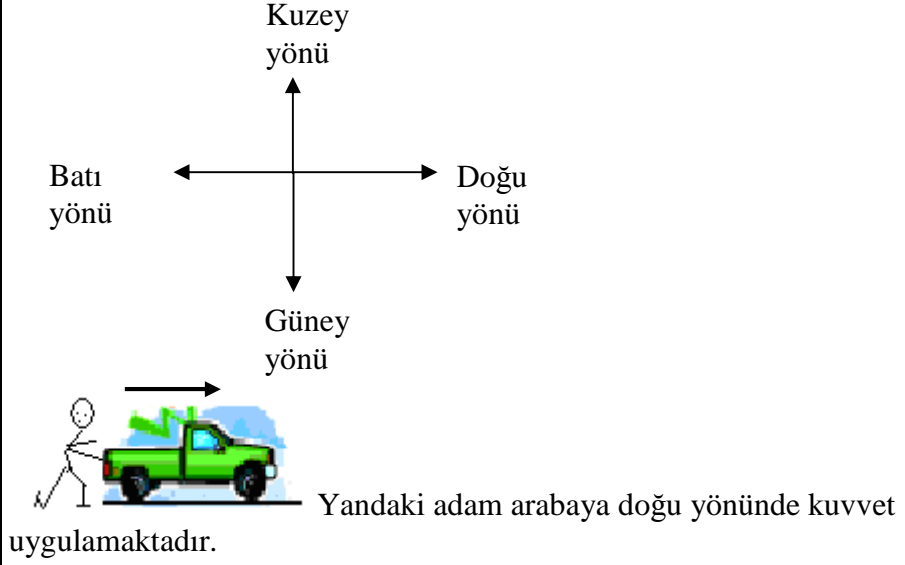 Kuzey
yönü
Batı
yönü
Doğu
yönü
Güney
yönü
Yandaki adam arabaya doğu yönünde kuvvet
uygulamaktadır.